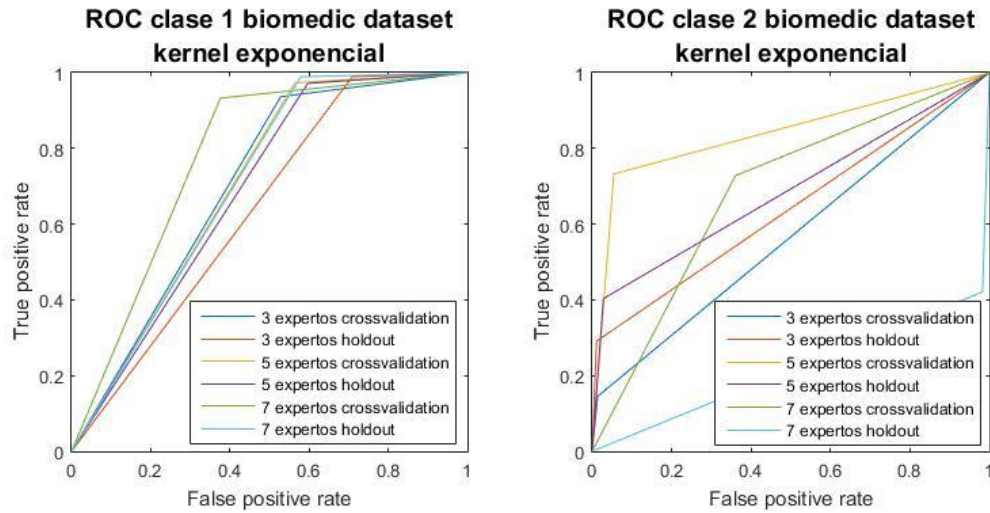 ROC clase 1 biomedic dataset
kernel exponencial
1
0.8
0.6
0.4
0.2
0
True positive rate
3 expertos crossvalidation
3 expertos holdout
5 expertos crossvalidation
5 expertos holdout
7 expertos crossvalidation
7 expertos holdout
0 0.2 0.4 0.6 0.8 1
False positive rate
ROC clase 2 biomedic dataset
kernel exponencial
1
0.8
0.6
0.4
0.2
0
True positive rate
3 expertos crossvalidation
3 expertos holdout
5 expertos crossvalidation
5 expertos holdout
7 expertos crossvalidation
7 expertos holdout
0 0.2 0.4 0.6 0.8 1
False positive rate